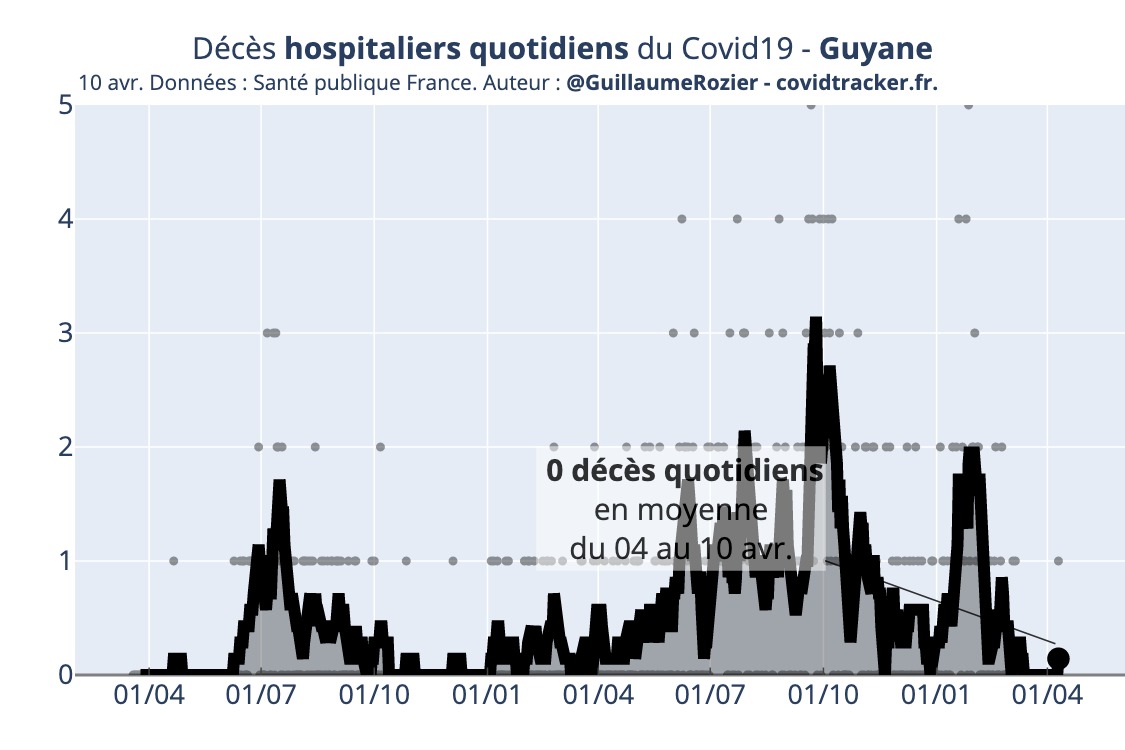 Décès hospitaliers quotidiens du Covid19 - Guyane
10 avr. Données : Santé publique France. Auteur : @GuillaumeRozier - covidtracker.fr.
5
4
3
2
1
0
0 décès quotidiens
en moyenne
du 04 au 10 avr.
01/04 01/07 01/10 01/01 01/04 01/07 01/10 01/01 01/04